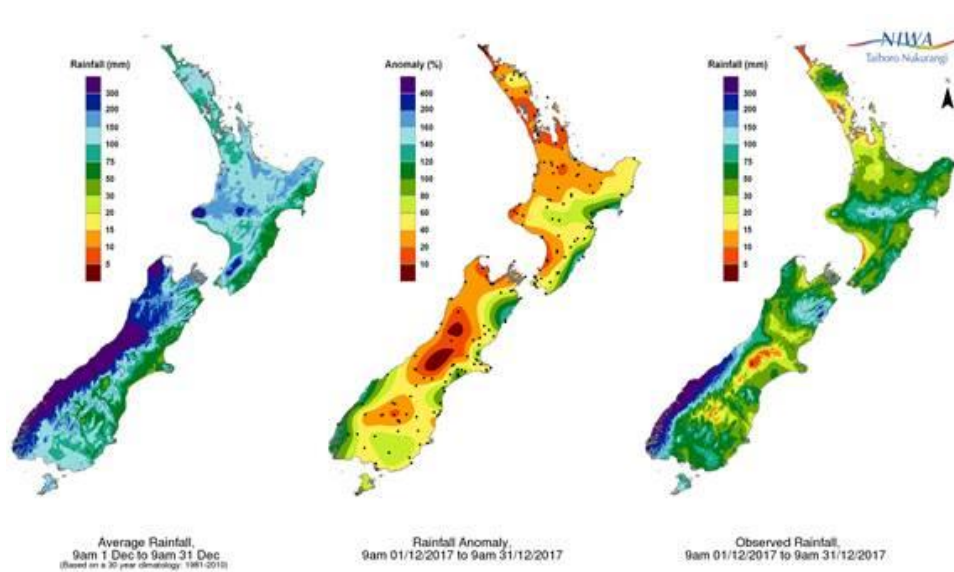 NIWA
Taihoro Nukurangi
Rainfall (mm)
300
200
150
100
75
50
30
20
15
10
5
Anomaly (%)
400
200
160
140
120
100
80
60
40
20
10
Rainfall (mm)
300
200
150
100
75
50
30
20
15
10
5
N
Average Rainfall,
9am 1 Dec to 9am 31 Dec
(Based on a 30 year climatology: 1981-2010)
Rainfall Anomaly,
9am 01/12/2017 to 9am 31/12/2017
Observed Rainfall,
9am 01/12/2017 to 9am 31/12/2017